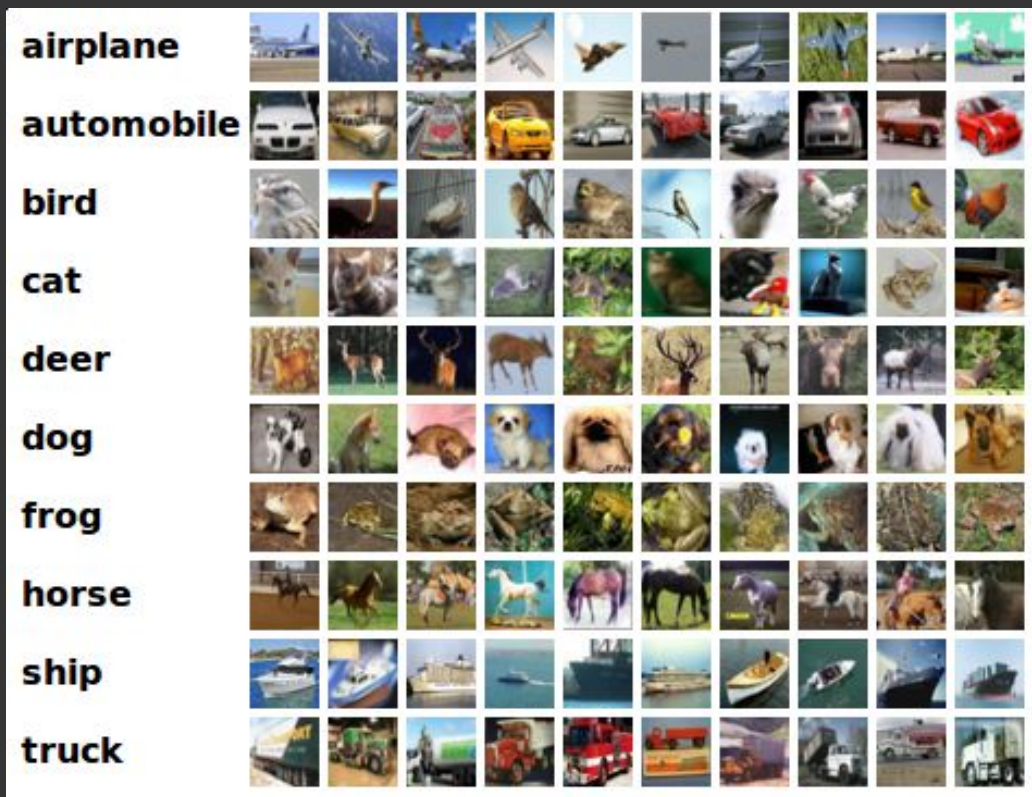 airplane
automobile
bird
cat
deer
dog
frog
horse
ship
truck